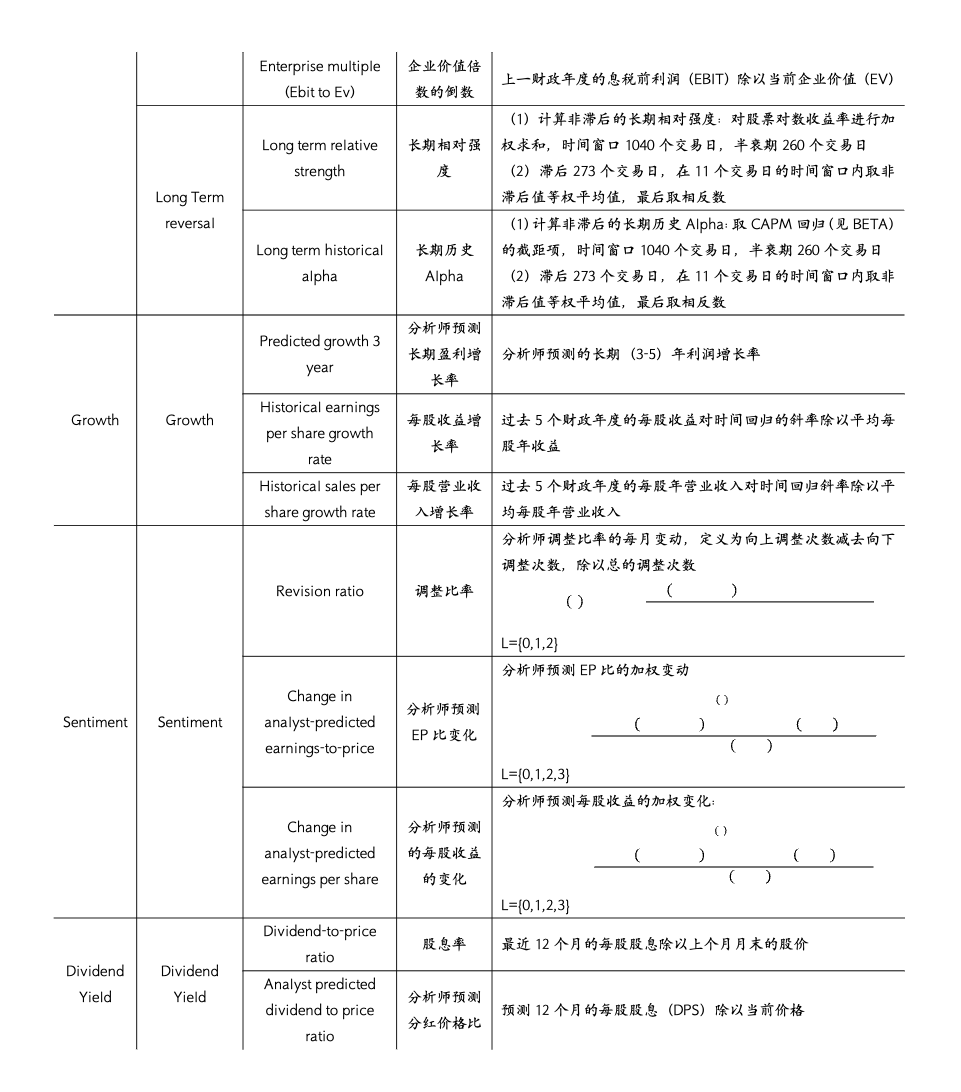 Enterprise multiple
(Ebit to Ev)
企业价值倍
数的倒数
上一财政年度的息税前利润（EBIT）除以当前企业价值（EV）
Long Term
reversal
Long term relative
strength
长期相对强
度
（1）计算非滞后的长期相对强度：对股票对数收益率进行加
权求和，时间窗口 1040 个交易日，半衰期 260 个交易日
（2）滞后 273 个交易日，在 11 个交易日的时间窗口内取非
滞后值等权平均值，最后取相反数
Long term historical
alpha
长期历史
Alpha
（1）计算非滞后的长期历史 Alpha：取 CAPM 回归（见 BETA）
的截距项，时间窗口 1040 个交易日，半衰期 260 个交易日
（2）滞后 273 个交易日，在 11 个交易日的时间窗口内取非
滞后值等权平均值，最后取相反数
Growth
Growth
Predicted growth 3
year
分析师预测
长期盈利增
长率
分析师预测的长期（3-5）年利润增长率
Historical earnings
per share growth
rate
每股收益增
长率
过去 5 个财政年度的每股收益对时间回归的斜率除以平均每
股年收益
Historical sales per
share growth rate
每股营业收
入增长率
过去 5 个财政年度的每股年营业收入对时间回归斜率除以平
均每股年营业收入
Sentiment
Sentiment
Revision ratio
调整比率
分析师调整比率的每月变动，定义为向上调整次数减去向下
调整次数，除以总的调整次数
( )
( )
L={0,1,2}
Change in
analyst-predicted
earnings-to-price
分析师预测
EP 比变化
分析师预测 EP 比的加权变动
( )
( ) ( )
( )
L={0,1,2,3}
Change in
analyst-predicted
earnings per share
分析师预测
的每股收益
的变化
分析师预测每股收益的加权变化：
( )
( ) ( )
( )
L={0,1,2,3}
Dividend
Yield
Dividend
Yield
Dividend-to-price
ratio
股息率
最近 12 个月的每股股息除以上个月月末的股价
Analyst predicted
dividend to price
ratio
分析师预测
分红价格比
预测 12 个月的每股股息（DPS）除以当前价格